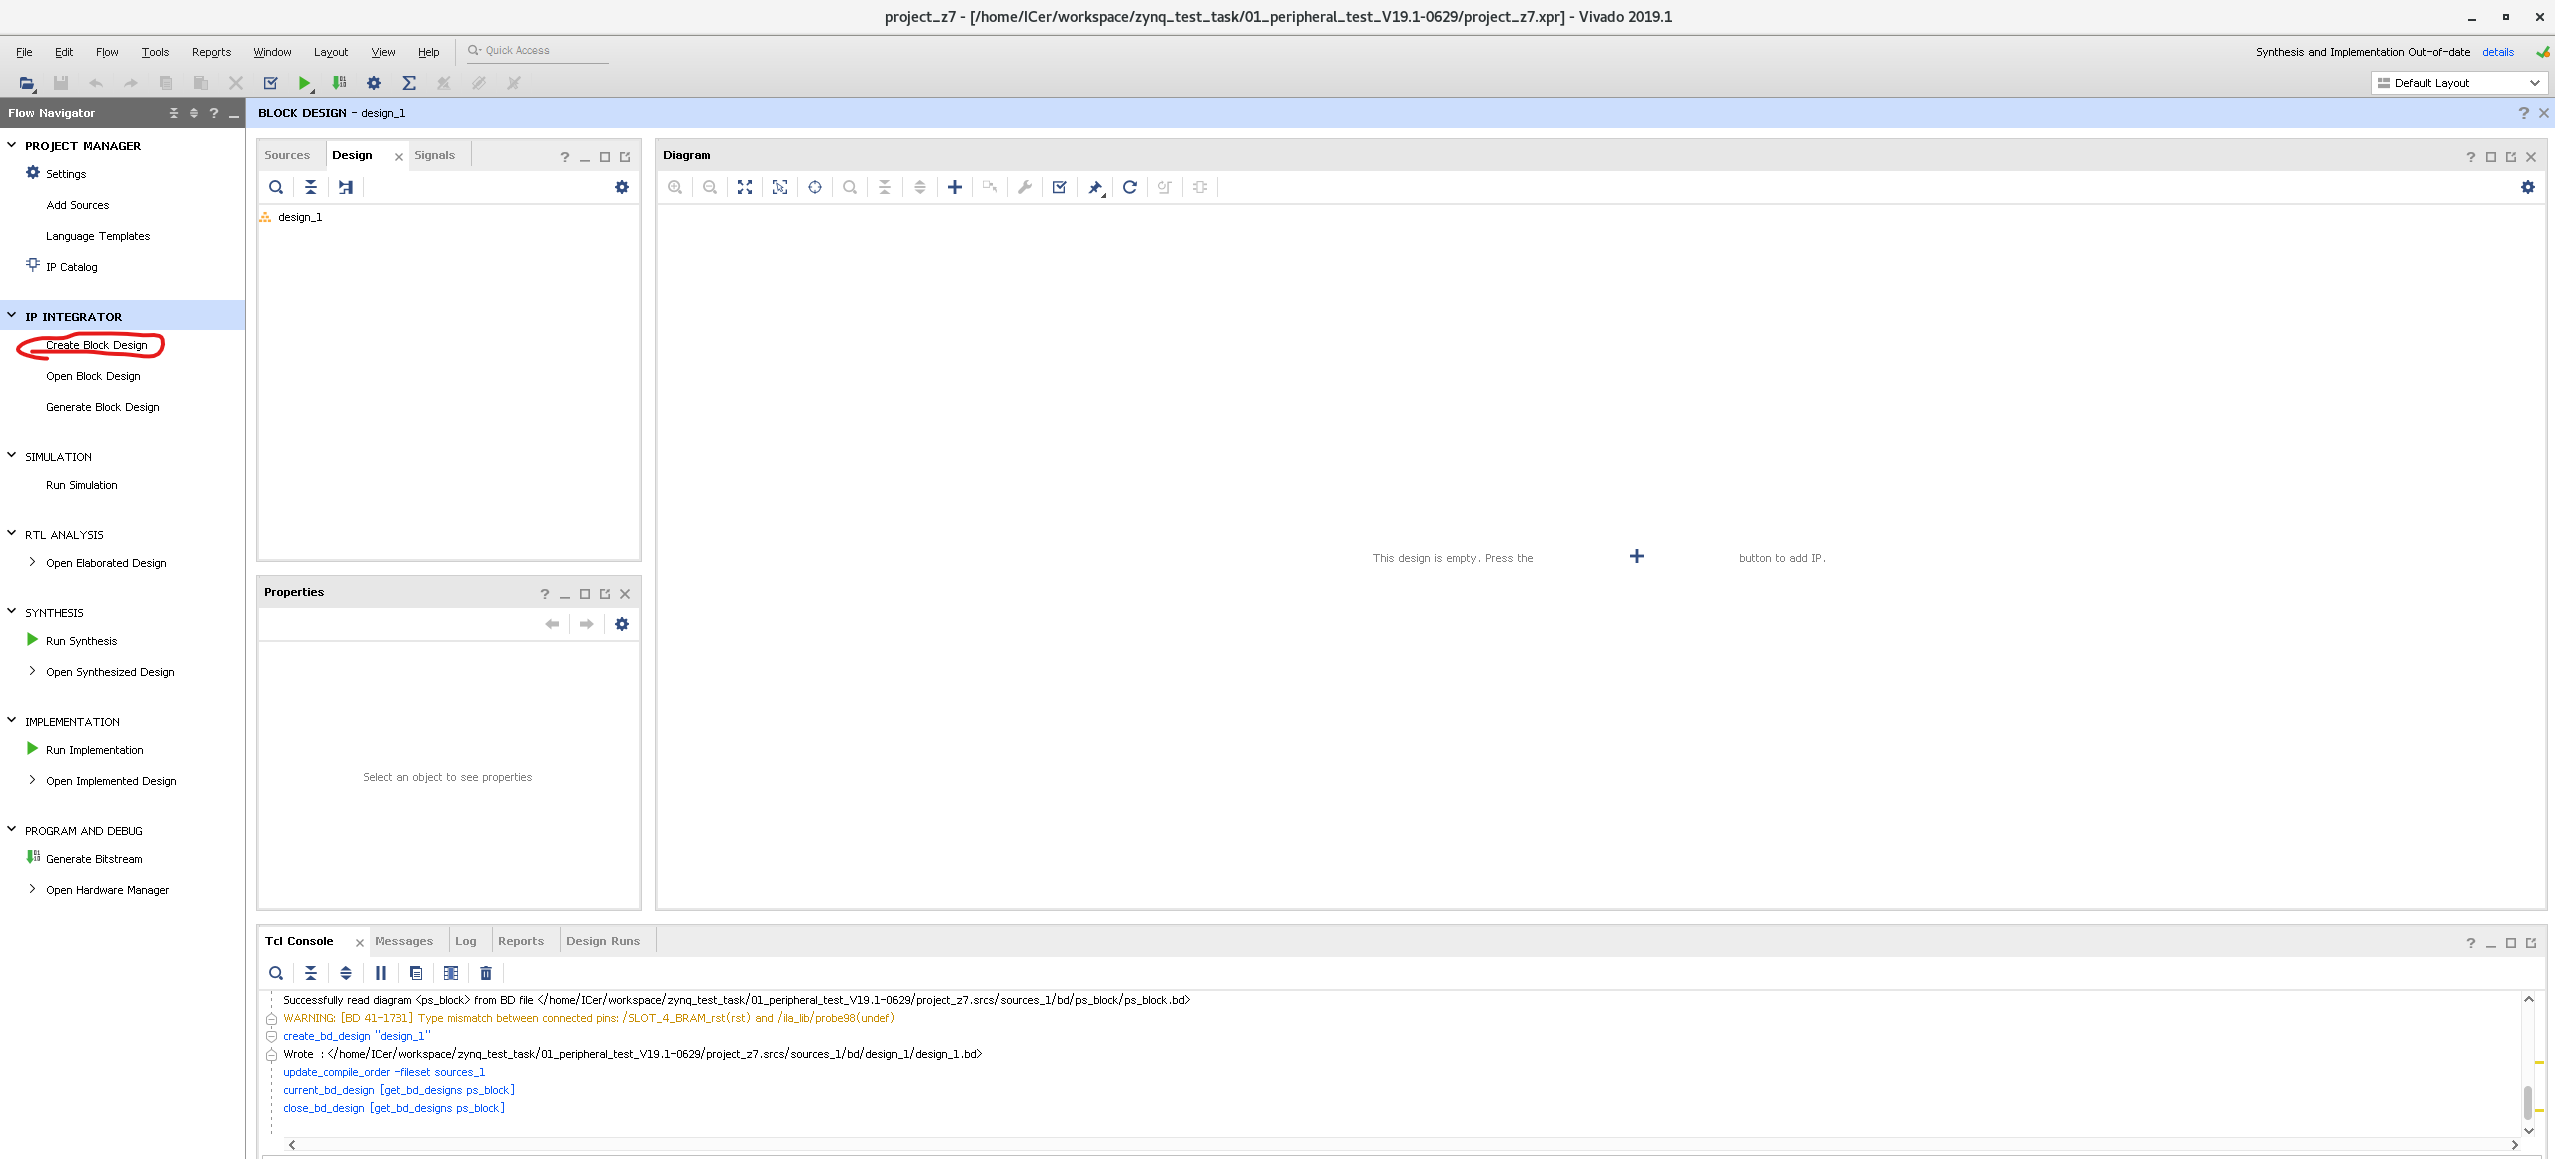 project_z7 - [/home/ICer/workspace/zynq_test_task/01_peripheral_test_V19.1-0629/project_z7.xpr] - Vivado 2019.1
File Edit Flow Tools Reports Window Layout View Help Quick Access
Synthesis and Implementation Out-of-date details
Default Layout
Flow Navigator
BLOCK DESIGN - design_1
PROJECT MANAGER
Settings
Add Sources
Language Templates
IP Catalog
IP INTEGRATOR
Create Block Design
Open Block Design
Generate Block Design
SIMULATION
Run Simulation
RTL ANALYSIS
Open Elaborated Design
SYNTHESIS
Run Synthesis
Open Synthesized Design
IMPLEMENTATION
Run Implementation
Open Implemented Design
PROGRAM AND DEBUG
Generate Bitstream
Open Hardware Manager
Sources Design Signals
design_1
Properties
Select an object to see properties
Diagram
This design is empty. Press the + button to add IP.
Tcl Console Messages Log Reports Design Runs
Successfully read diagram <ps_block> from BD file </home/ICer/workspace/zynq_test_task/01_peripheral_test_V19.1-0629/project_z7.srcs/sources_1/bd/ps_block/ps_block.bd>
WARNING: [BD 41-1731] Type mismatch between connected pins: /SLOT_4_BRAM_rst(rst) and /ila_lib/probe98(undef)
create_bd_design "design_1"
Wrote : </home/ICer/workspace/zynq_test_task/01_peripheral_test_V19.1-0629/project_z7.srcs/sources_1/bd/design_1/design_1.bd>
update_compile_order -fileset sources_1
current_bd_design [get_bd_designs ps_block]
close_bd_design [get_bd_designs ps_block]